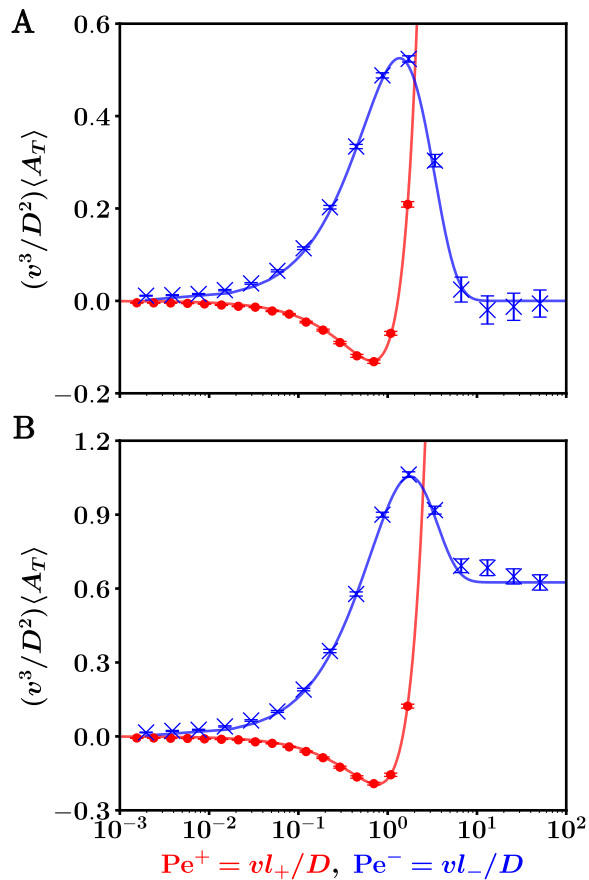 A
0.6
0.4
0.2
0.0
−0.2
(v³/D²)⟨A_T⟩
B
1.2
0.9
0.6
0.3
0.0
−0.3
(v³/D²)⟨A_T⟩
10⁻³ 10⁻² 10⁻¹ 10⁰ 10¹ 10²
Pe⁺ = vl₊/D, Pe⁻ = vl₋/D